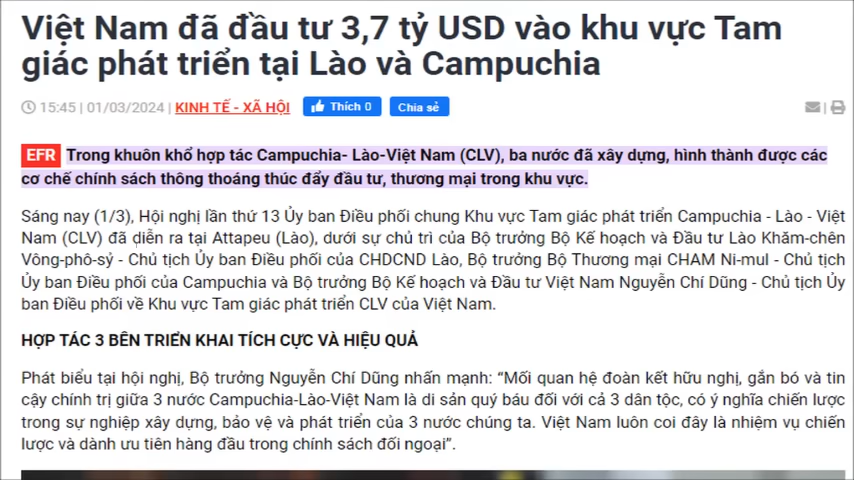 Việt Nam đã đầu tư 3,7 tỷ USD vào khu vực Tam
giác phát triển tại Lào và Campuchia
15:45 | 01/03/2024 | KINH TẾ - XÃ HỘI Thích 0 Chia sẻ |
EFR Trong khuôn khổ hợp tác Campuchia- Lào-Việt Nam (CLV), ba nước đã xây dựng, hình thành được các
cơ chế chính sách thông thoáng thúc đẩy đầu tư, thương mại trong khu vực.
Sáng nay (1/3), Hội nghị lần thứ 13 Ủy ban Điều phối chung Khu vực Tam giác phát triển Campuchia - Lào - Việt
Nam (CLV) đã diễn ra tại Attapeu (Lào), dưới sự chủ trì của Bộ trưởng Bộ Kế hoạch và Đầu tư Lào Khăm-chên
Vông-phô-sỷ - Chủ tịch Ủy ban Điều phối của CHDCND Lào, Bộ trưởng Bộ Thương mại CHAM Ni-mul - Chủ tịch
Ủy ban Điều phối của Campuchia và Bộ trưởng Bộ Kế hoạch và Đầu tư Việt Nam Nguyễn Chí Dũng - Chủ tịch Ủy
ban Điều phối về Khu vực Tam giác phát triển CLV của Việt Nam.
HỢP TÁC 3 BÊN TRIỂN KHAI TÍCH CỰC VÀ HIỆU QUẢ
Phát biểu tại hội nghị, Bộ trưởng Nguyễn Chí Dũng nhấn mạnh: “Mối quan hệ đoàn kết hữu nghị, gắn bó và tin
cậy chính trị giữa 3 nước Campuchia-Lào-Việt Nam là di sản quý báu đối với cả 3 dân tộc, có ý nghĩa chiến lược
trong sự nghiệp xây dựng, bảo vệ và phát triển của 3 nước chúng ta. Việt Nam luôn coi đây là nhiệm vụ chiến
lược và dành ưu tiên hàng đầu trong chính sách đối ngoại”.